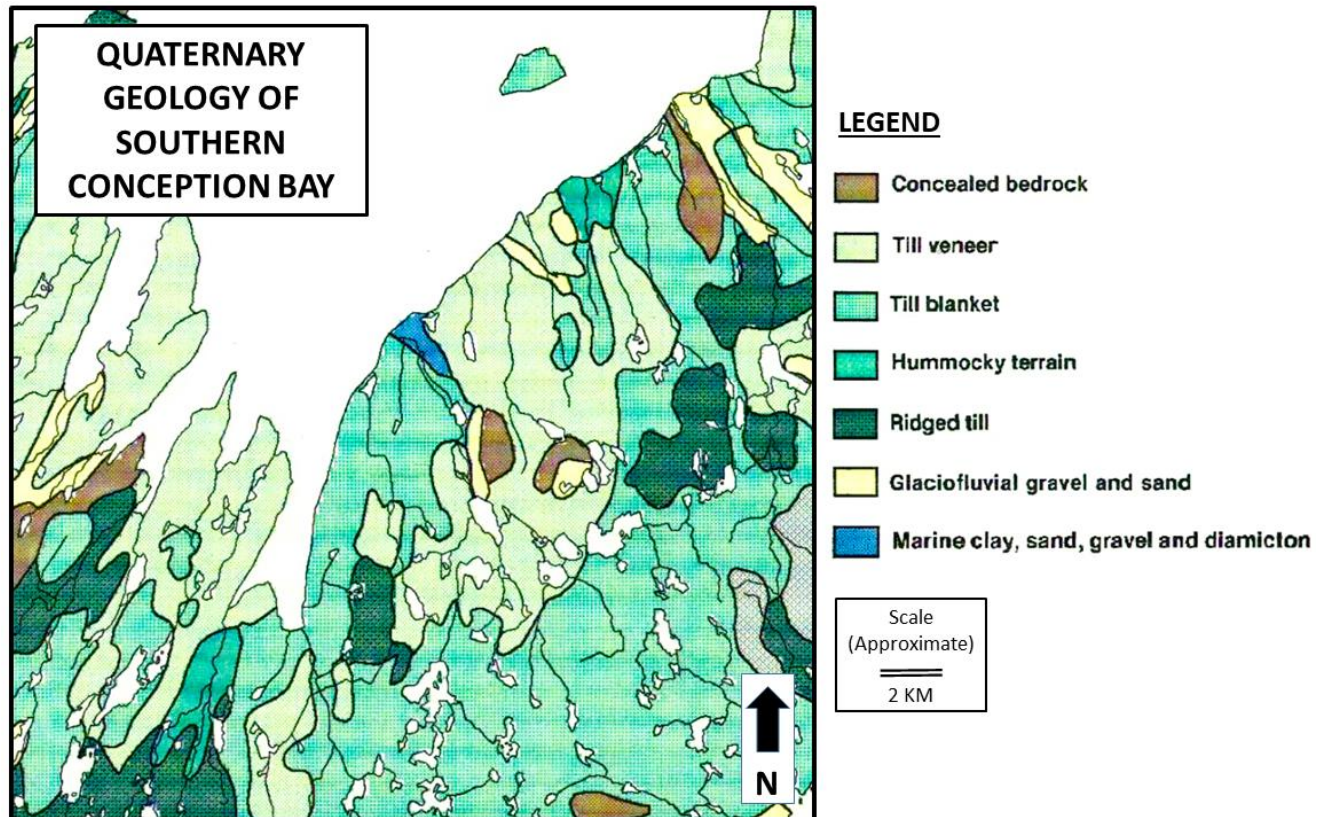 QUATERNARY
GEOLOGY OF
SOUTHERN
CONCEPTION BAY
LEGEND
Concealed bedrock
Till veneer
Till blanket
Hummocky terrain
Ridged till
Glaciofluvial gravel and sand
Marine clay, sand, gravel and diamicton
Scale
(Approximate)
2 KM
N